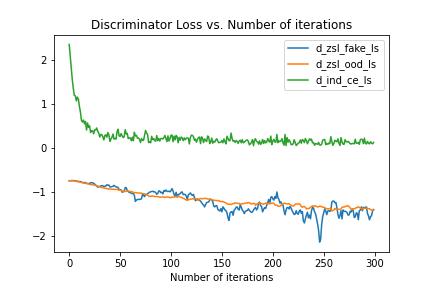 Discriminator Loss vs. Number of iterations
d_zsl_fake_ls
d_zsl_ood_ls
d_ind_ce_ls
2
1
0
−1
−2
0 50 100 150 200 250 300
Number of iterations